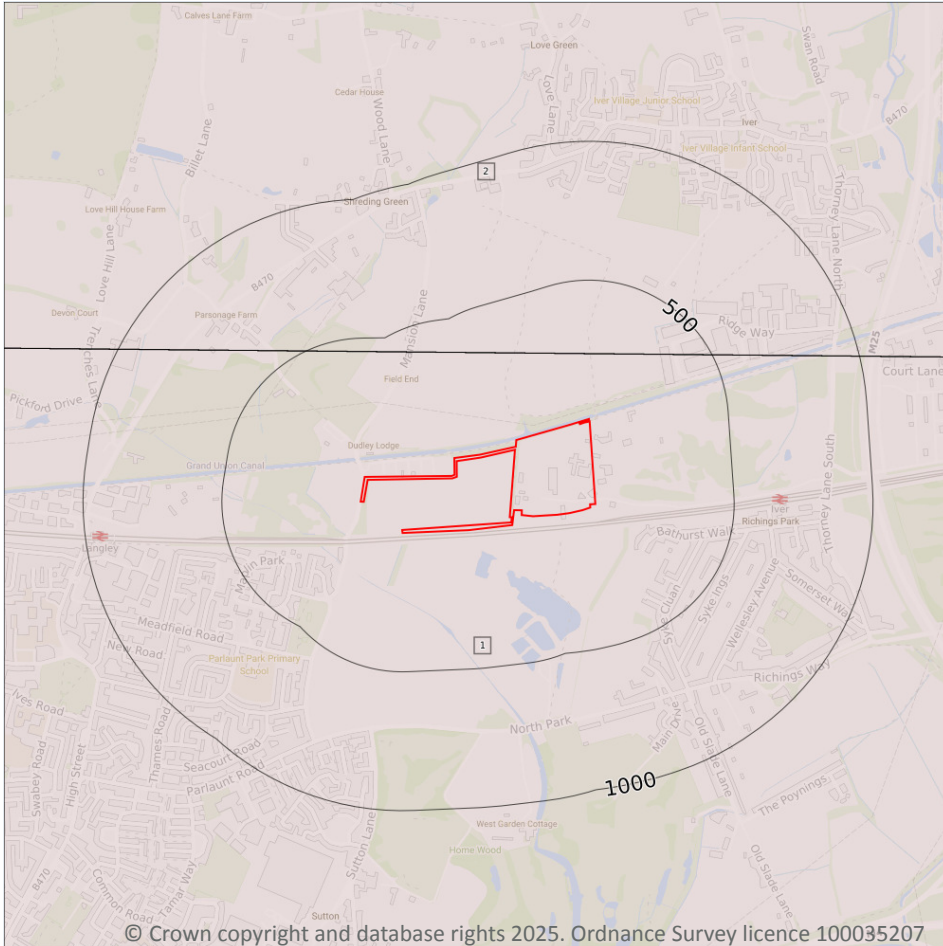 Calves Lane Farm
Love Green
Swan Road
Cedar House
Love Lane
Iver Village Junior School
Wood Lane
Iver
B470
Billet Lane
Iver Village Infant School
2
Thorney Lane North
Love Hill House Farm
Shreding Green
Love Hill Lane
B470
Devon Court
Parsonage Farm
500
Ridge Way
Mansion Lane
M25
Trenches Lane
Court Lane
Field End
Pickford Drive
Dudley Lodge
Grand Union Canal
Thorney Lane South
Iver
Richings Park
Langley
Bathurst Walk
Marvin Park
Somerset Way
Syke Cluan
Syke Ings
Wellesley Avenue
Meadfield Road
New Road
1
Parlaunt Park Primary
School
Richings Way
Ives Road
Thames Road
North Park
Main Drive
Old Slade Lane
Seacourt Road
Swabey Road
High Street
Parlaunt Road
1000
The Poynings
West Garden Cottage
Sutton Lane
Home Wood
Old Slade Lane
B470
Tamar Way
Common Road
Sutton
© Crown copyright and database rights 2025. Ordnance Survey licence 100035207